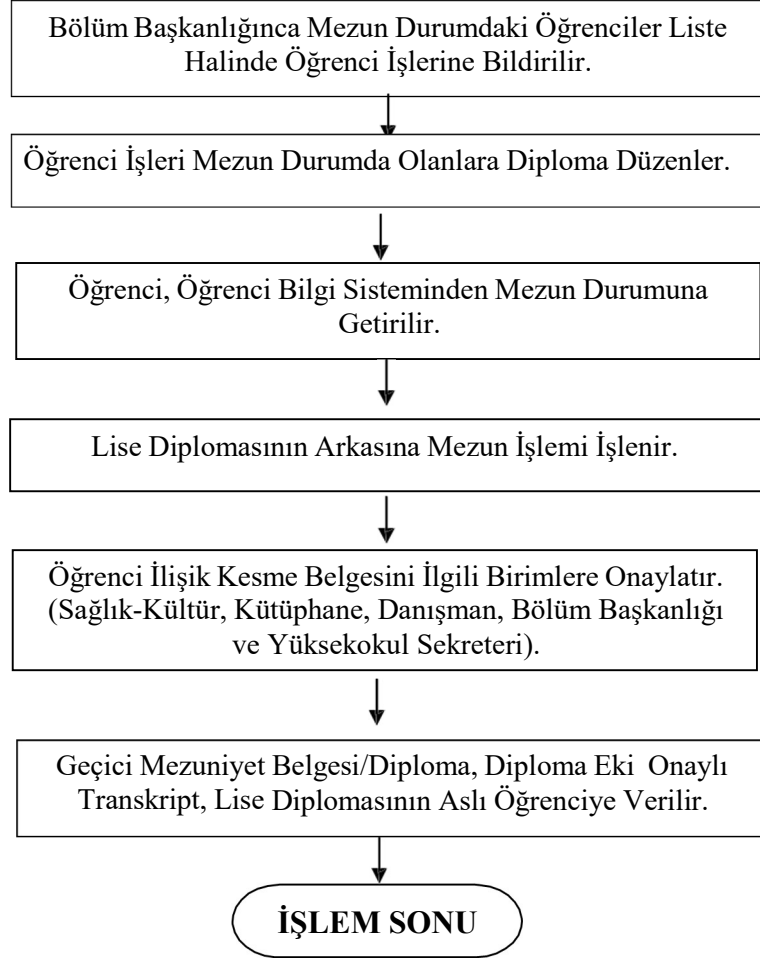 Bölüm Başkanlığınca Mezun Durumdaki Öğrenciler Liste
Halinde Öğrenci İşlerine Bildirilir.
Öğrenci İşleri Mezun Durumda Olanlara Diploma Düzenler.
Öğrenci, Öğrenci Bilgi Sisteminden Mezun Durumuna
Getirilir.
Lise Diplomasının Arkasına Mezun İşlemi İşlenir.
Öğrenci İlişik Kesme Belgesini İlgili Birimlere Onaylatır.
(Sağlık-Kültür, Kütüphane, Danışman, Bölüm Başkanlığı
ve Yüksekokul Sekreteri).
Geçici Mezuniyet Belgesi/Diploma, Diploma Eki Onaylı
Transkript, Lise Diplomasının Aslı Öğrenciye Verilir.
İŞLEM SONU